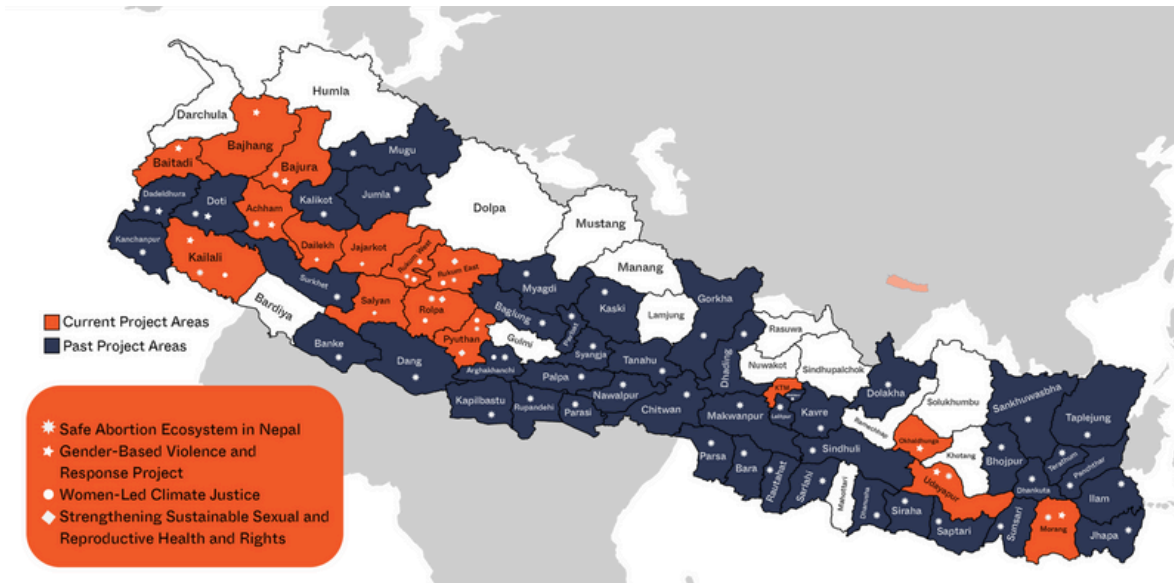 Humla
Darchula
Bajhang
Baitadi
Bajura
Mugu
Dadeldhura
Doti
Achham
Kalikot
Jumla
Dolpa
Mustang
Kanchanpur
Kailali
Dailekh
Jajarkot
Rukum West
Rukum East
Manang
Surkhet
Myagdi
Kaski
Gorkha
Lamjung
Bardiya
Salyan
Rolpa
Baglung
Parbat
Rasuwa
Current Project Areas
Past Project Areas
Banke
Dang
Pyuthan
Gulmi
Syangja
Tanahu
Dhading
Nuwakot
Sindhupalchok
Arghakhanchi
Palpa
Nawalpur
Chitwan
KTM
Dolakha
Solukhumbu
Sankhuwasbha
Taplejung
Kapilbastu
Rupandehi
Parasi
Makwanpur
Lalitpur
Kavre
Ramechhap
Okhaldhunga
Khotang
Bhojpur
Terathum
Panchthar
Parsa
Bara
Rautahat
Sarlahi
Sindhuli
Mahottari
Dhanusha
Siraha
Udayapur
Saptari
Dhankuta
Sunsari
Morang
Ilam
Jhapa
Safe Abortion Ecosystem in Nepal
Gender-Based Violence and
Response Project
Women-Led Climate Justice
Strengthening Sustainable Sexual and
Reproductive Health and Rights